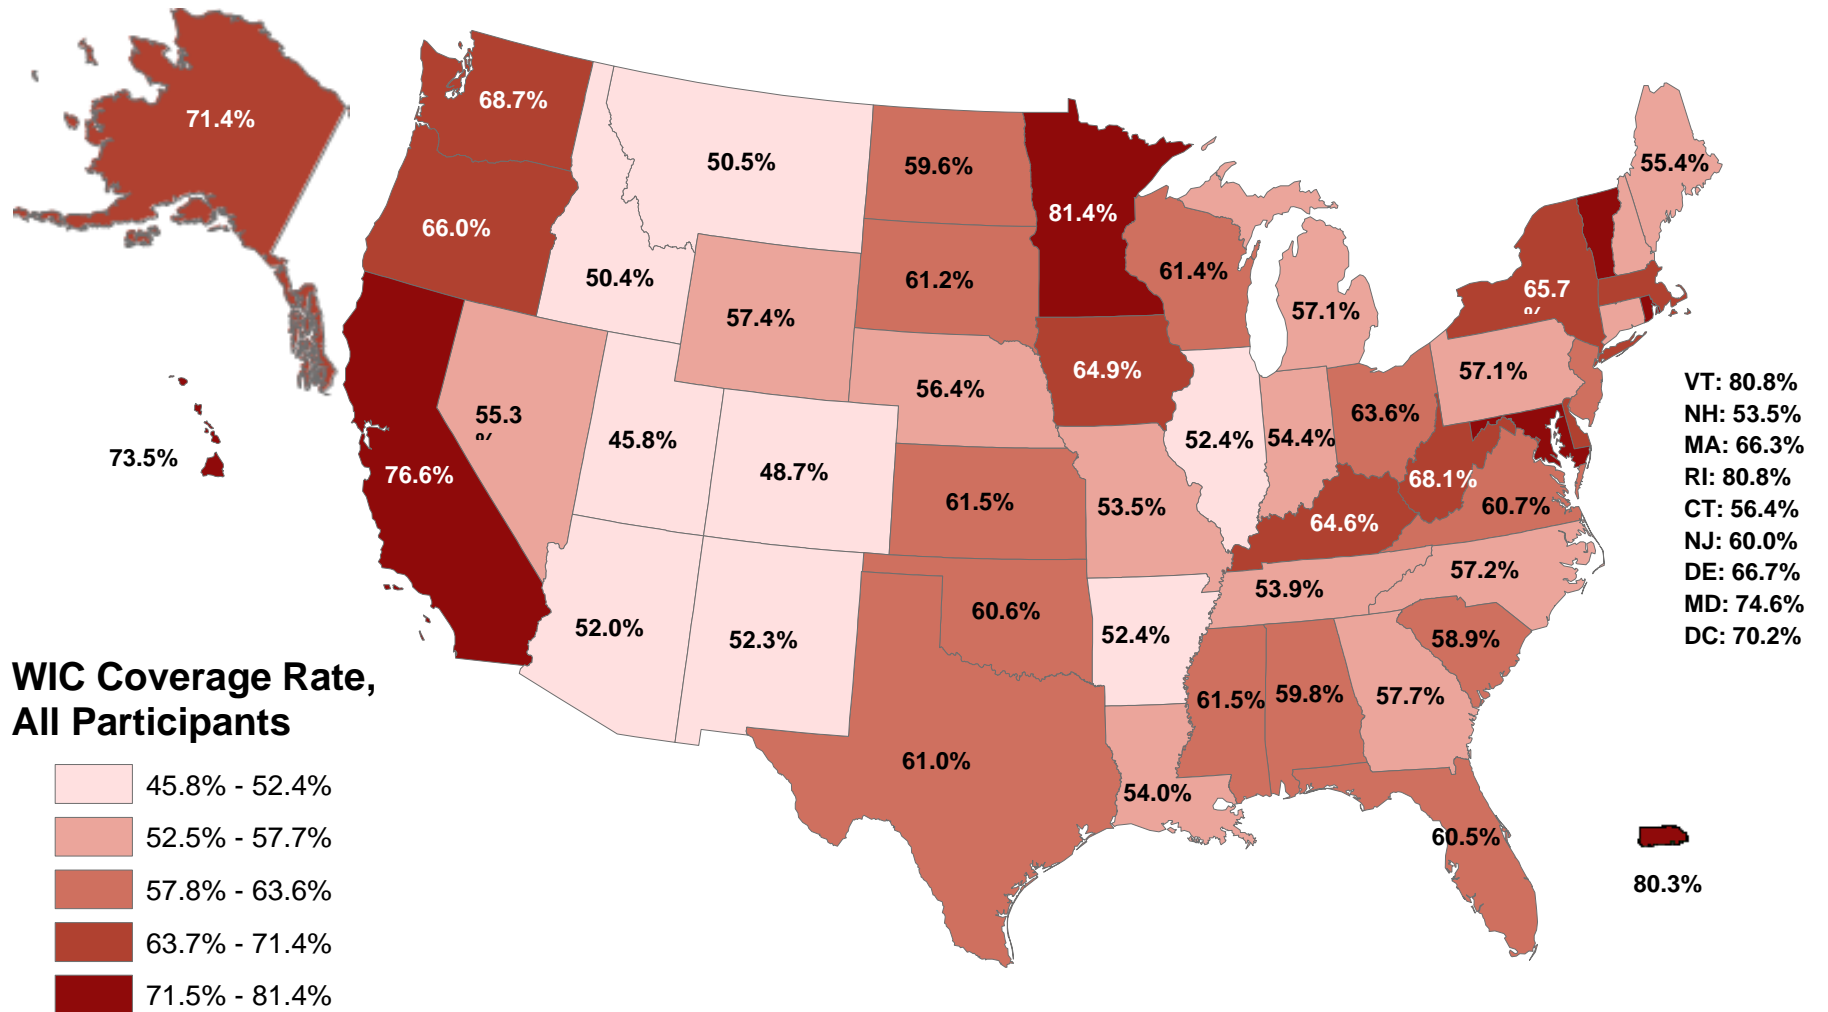 71.4%
68.7%
50.5%
59.6%
81.4%
55.4%
66.0%
50.4%
61.2%
61.4%
57.1%
65.7
%
57.4%
64.9%
57.1%
56.4%
63.6%
55.3
%
45.8%
48.7%
52.4%
54.4%
73.5%
76.6%
61.5%
53.5%
68.1%
60.7%
64.6%
57.2%
53.9%
60.6%
52.0%
52.3%
52.4%
58.9%
61.5%
59.8%
57.7%
61.0%
54.0%
60.5%
80.3%
VT: 80.8%
NH: 53.5%
MA: 66.3%
RI: 80.8%
CT: 56.4%
NJ: 60.0%
DE: 66.7%
MD: 74.6%
DC: 70.2%
WIC Coverage Rate,
All Participants
45.8% - 52.4%
52.5% - 57.7%
57.8% - 63.6%
63.7% - 71.4%
71.5% - 81.4%